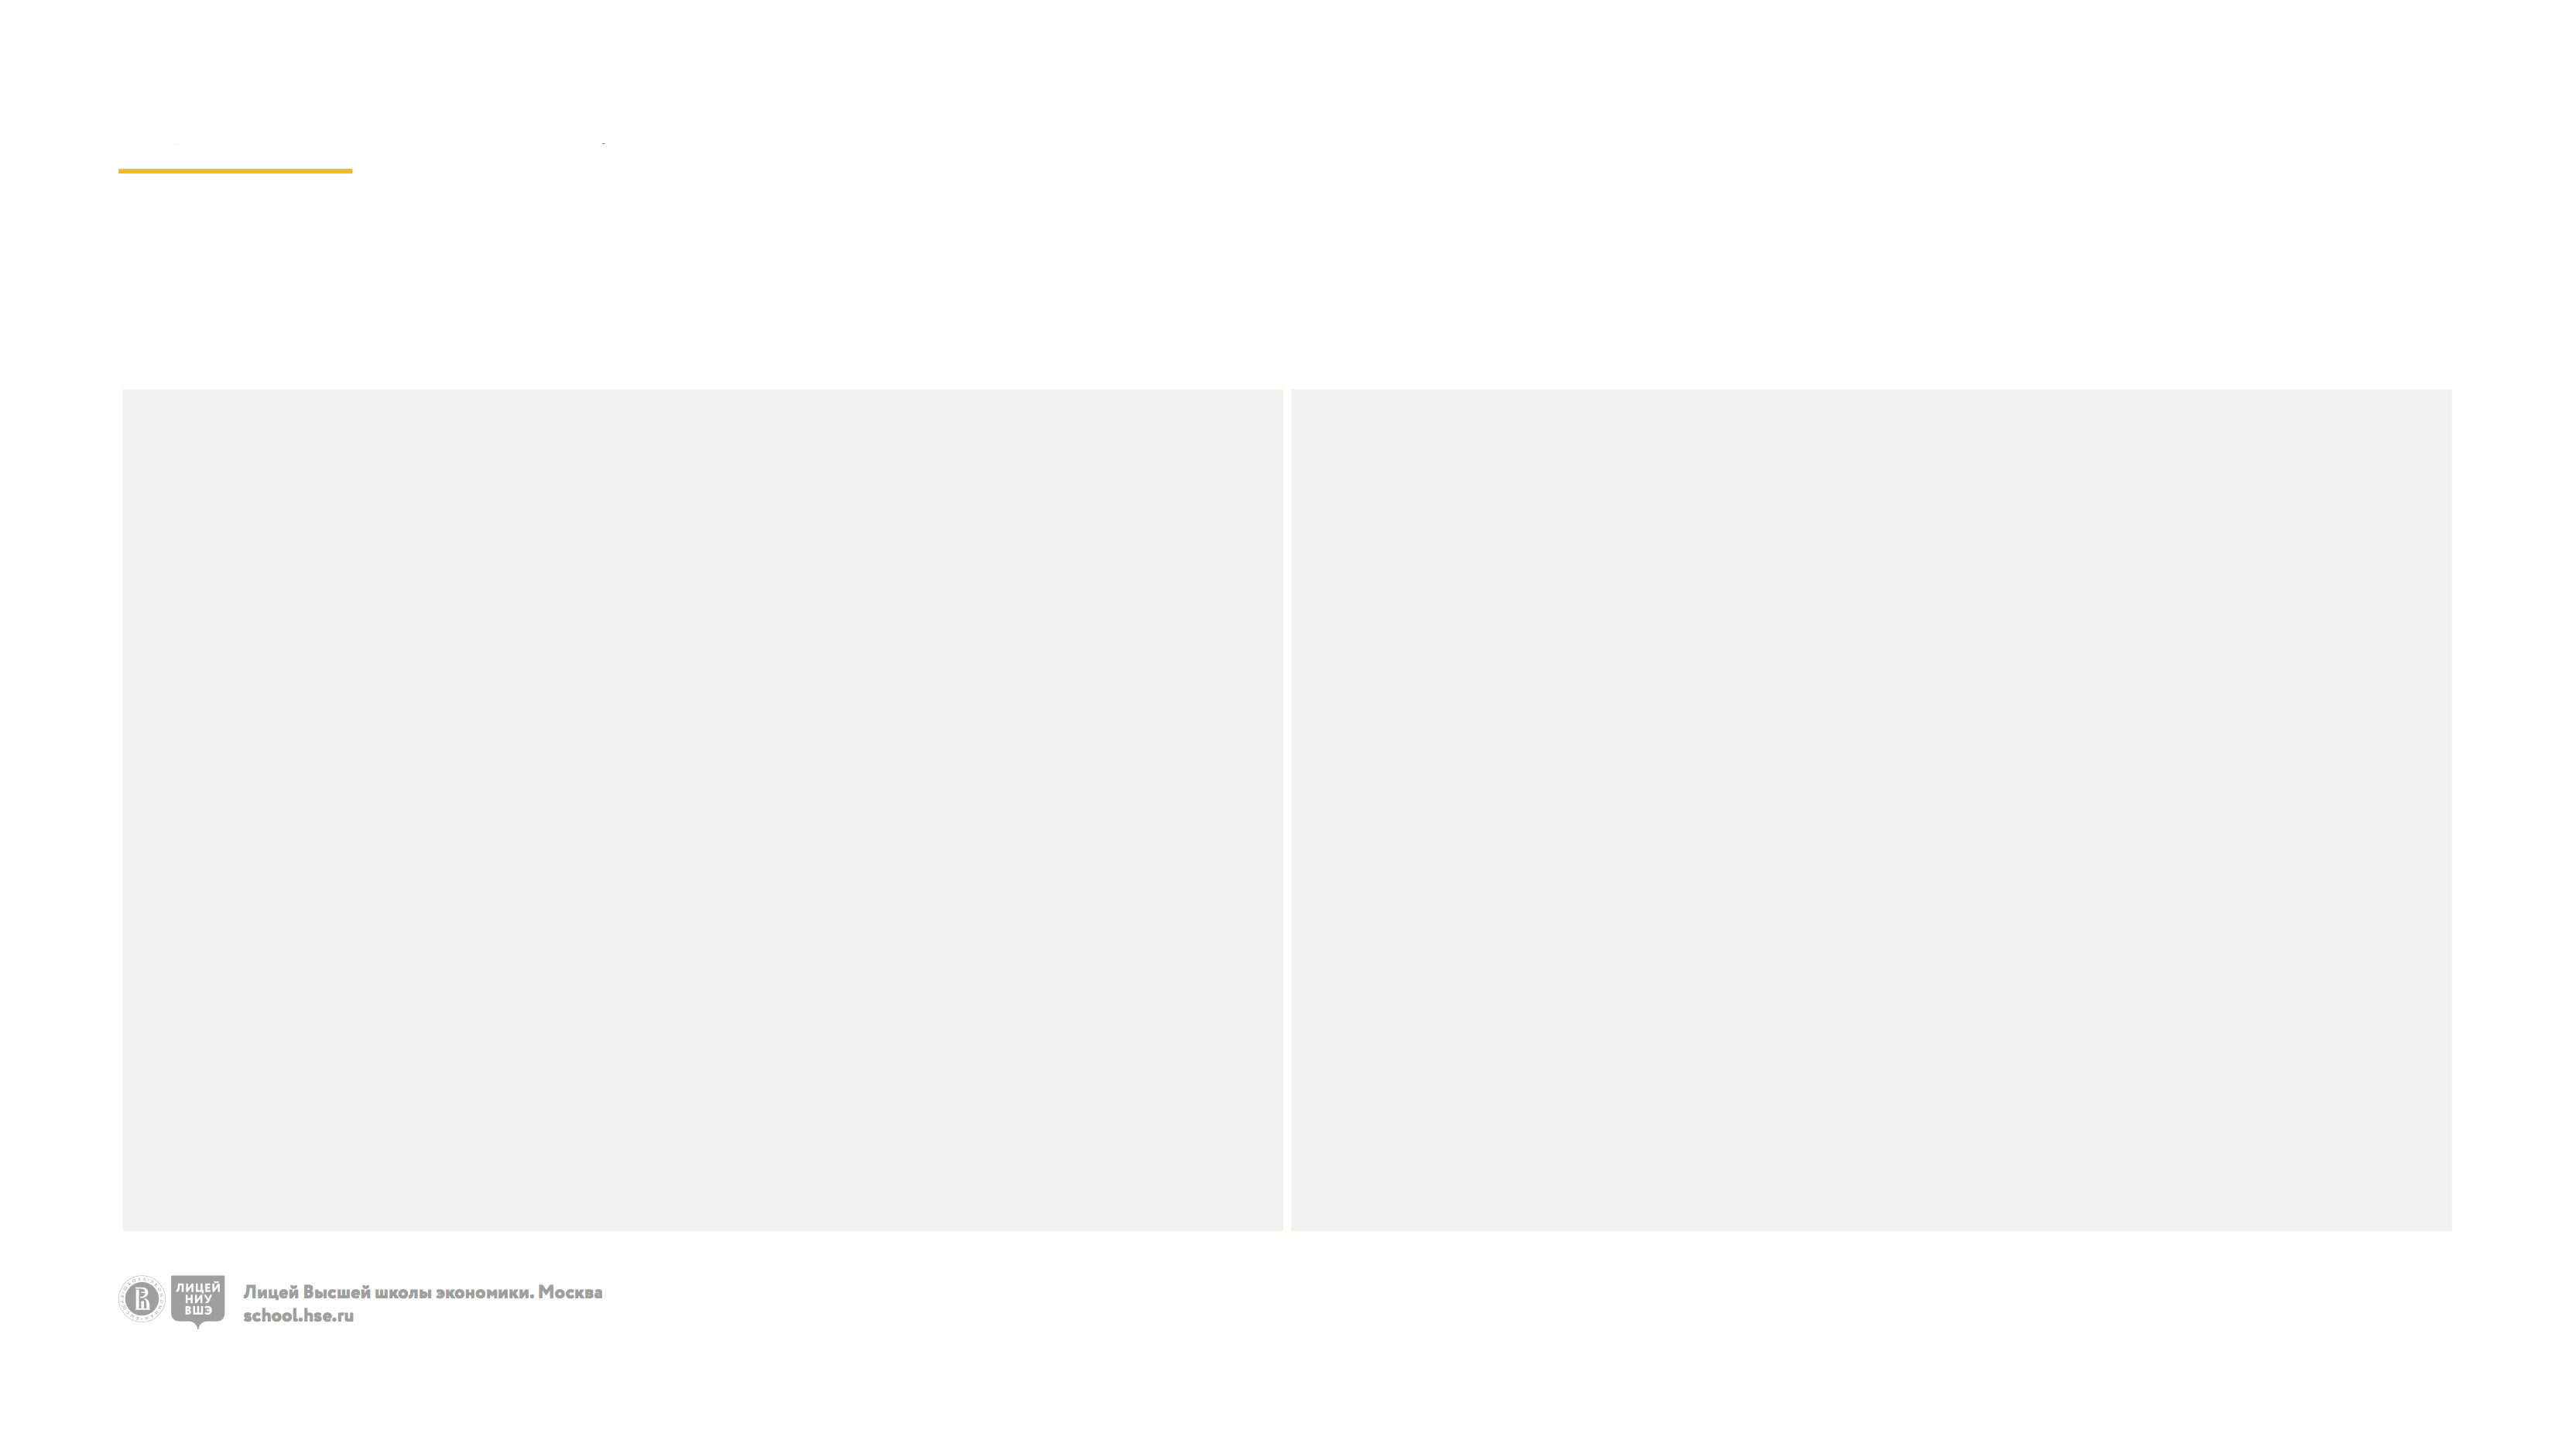 ЛИЦЕЙ
НИУ
ВШЭ
Лицей Высшей школы экономики. Москва
school.hse.ru